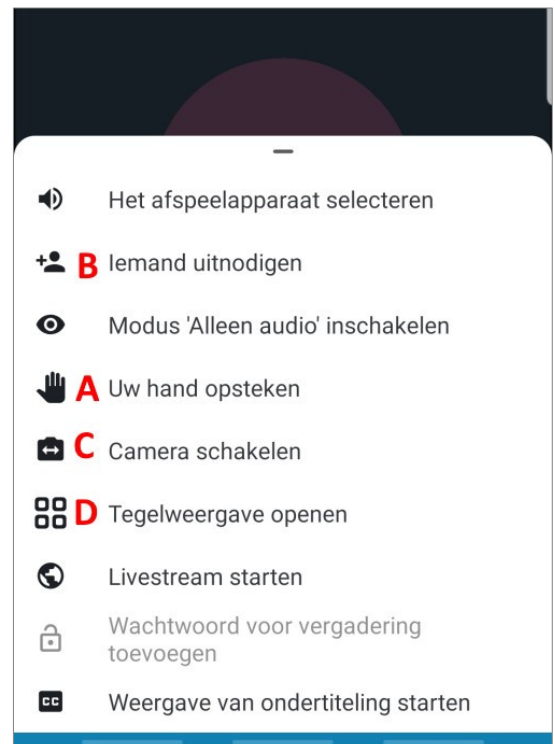 Het afspeelapparaat selecteren
B Iemand uitnodigen
Modus 'Alleen audio' inschakelen
A Uw hand opsteken
C Camera schakelen
D Tegelweergave openen
Livestream starten
Wachtwoord voor vergadering
toevoegen
CC Weergave van ondertiteling starten